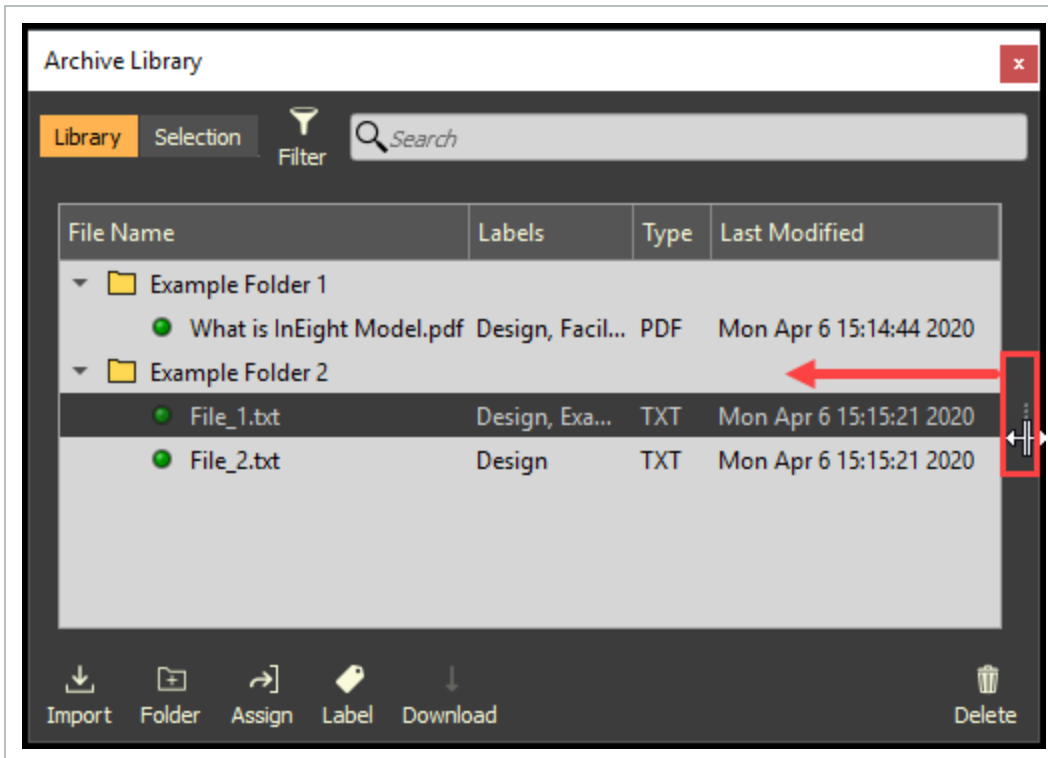 Archive Library
x
Library Selection Filter Search
File Name Labels Type Last Modified
Example Folder 1
What is InEight Model.pdf Design, Facil... PDF Mon Apr 6 15:14:44 2020
Example Folder 2
File_1.txt Design, Exa... TXT Mon Apr 6 15:15:21 2020
File_2.txt Design TXT Mon Apr 6 15:15:21 2020
Import Folder Assign Label Download Delete